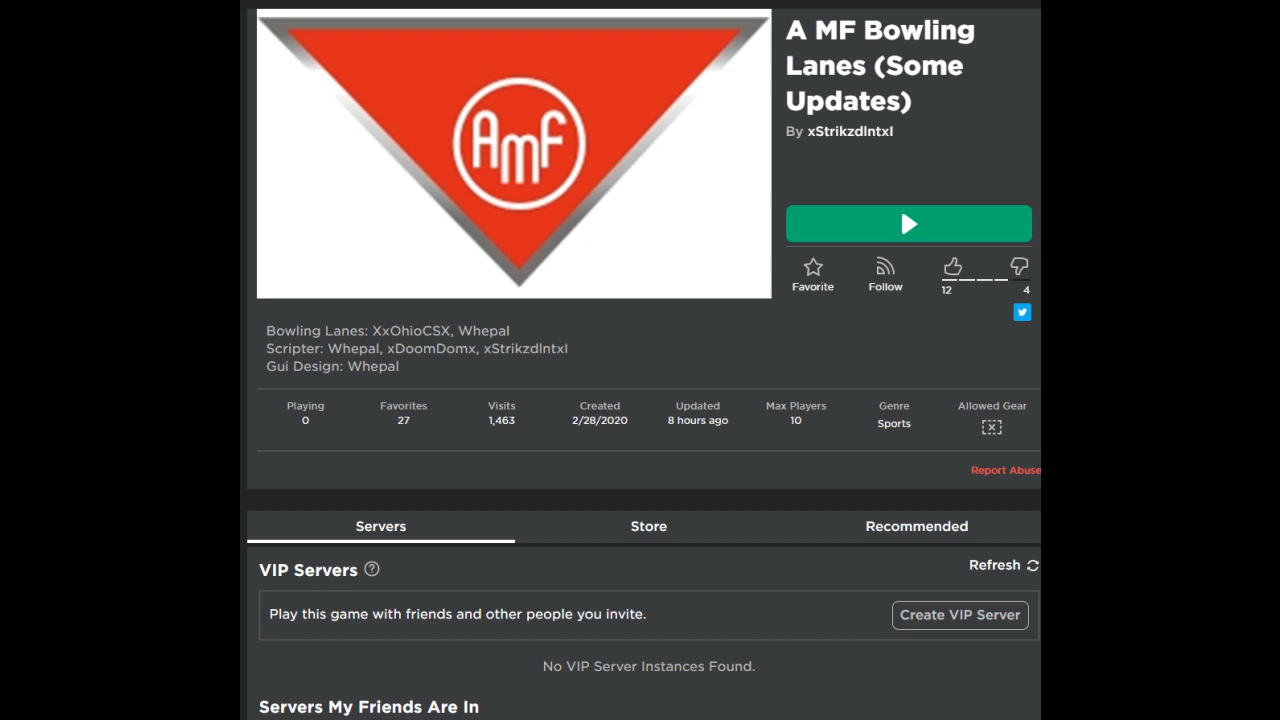 AMF
A MF Bowling
Lanes (Some
Updates)
By xStrikzdlntxl
Favorite
Follow
12
4
Bowling Lanes: XxOhioCSX, Whepal
Scripter: Whepal, xDoomDomx, xStrikzdlntxl
Gui Design: Whepal
Playing
Favorites
Visits
Created
Updated
Max Players
Genre
Allowed Gear
0
27
1,463
2/28/2020
8 hours ago
10
Sports
Report Abuse
Servers
Store
Recommended
VIP Servers
Refresh
Play this game with friends and other people you invite.
Create VIP Server
No VIP Server Instances Found.
Servers My Friends Are In